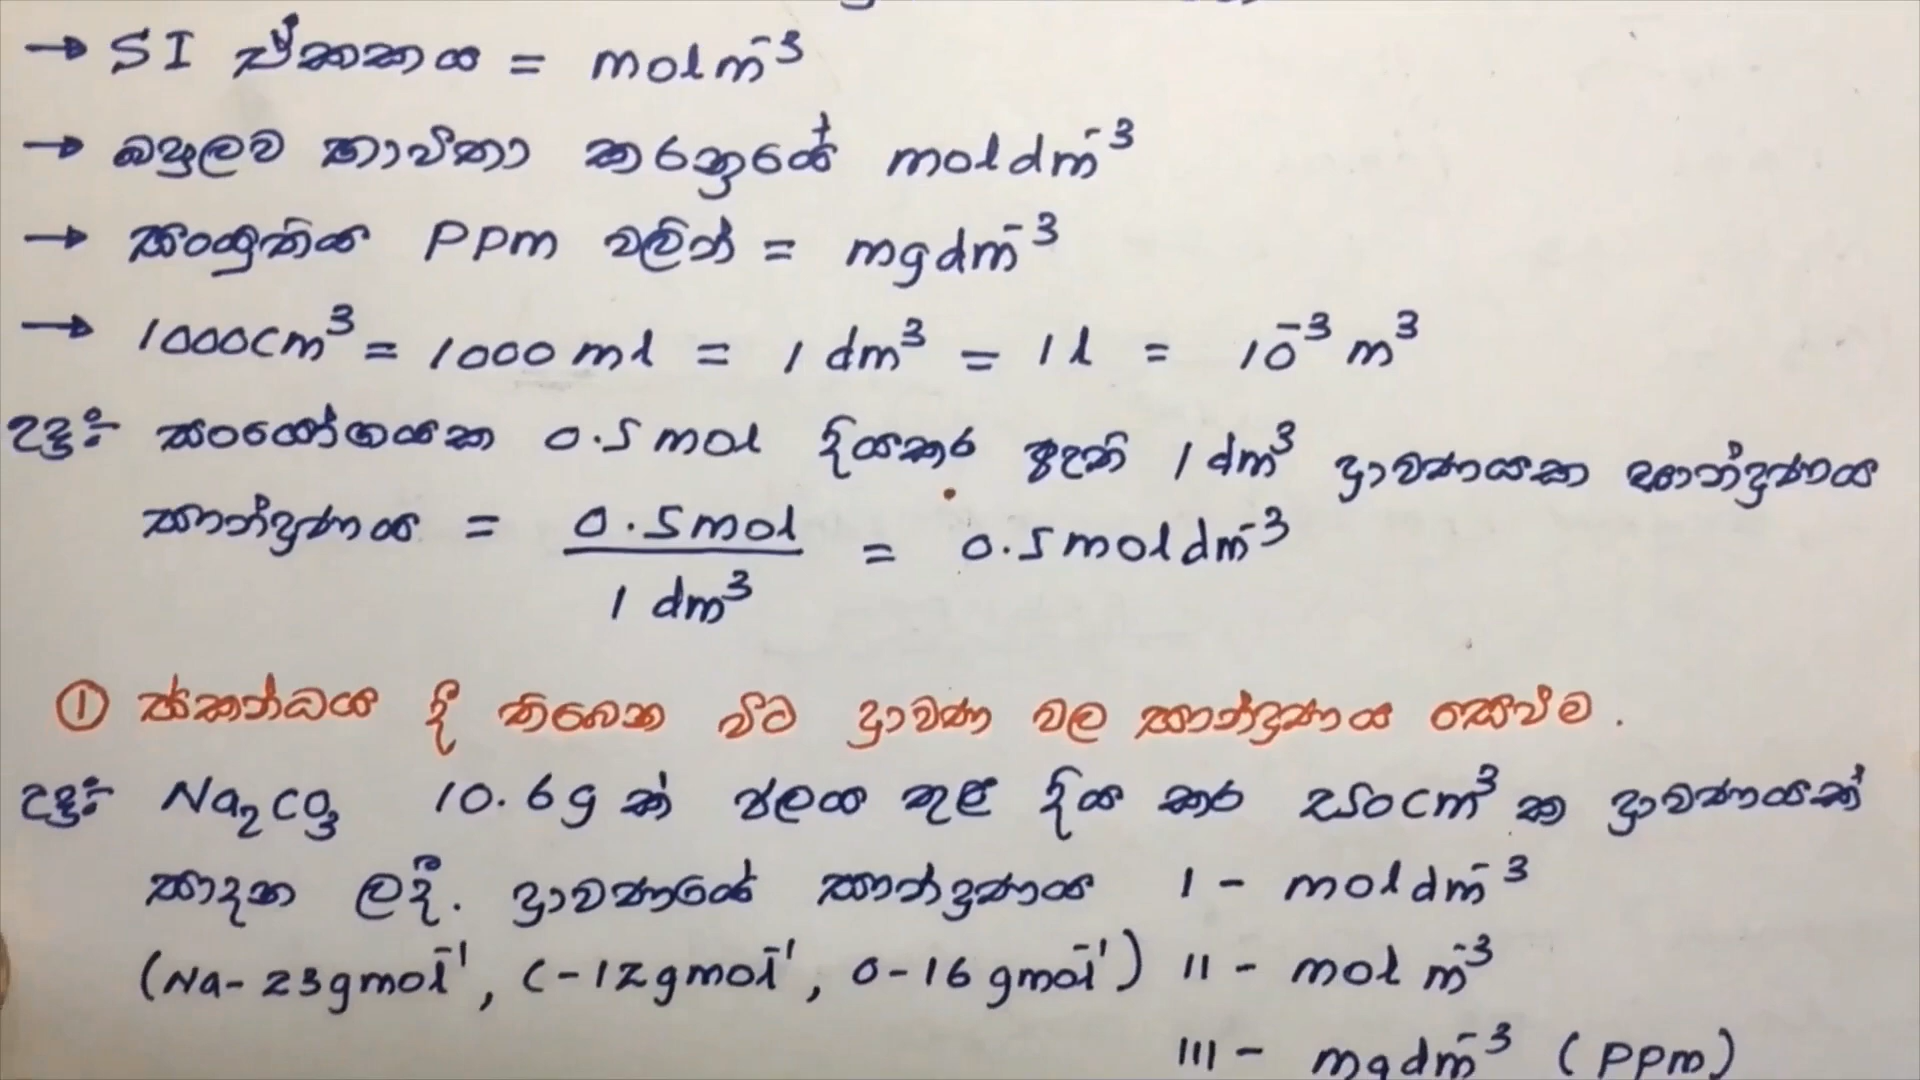 → SI ඒකකය = mol m⁻³
→ බහුලව භාවිතා කරනුයේ mol dm⁻³
→ සංයුතිය PPm වලින් = mg dm⁻³
→ 1000cm³ = 1000 ml = 1 dm³ = 1 l = 10⁻³ m³
උදා:- සංයෝගයක 0.5 mol දියකර ඇති 1 dm³ ද්‍රාවණයක සාන්ද්‍රණය
සාන්ද්‍රණය = 0.5mol / 1 dm³ = 0.5 mol dm⁻³
① ස්කන්ධය දී තිබෙන විට ද්‍රාවණ වල සාන්ද්‍රණය සෙවීම.
උදා:- Na₂CO₃ 10.6g ක් ජලය තුළ දිය කර 250cm³ ක ද්‍රාවණයක්
සාදන ලදී. ද්‍රාවණයේ සාන්ද්‍රණය I - mol dm⁻³
(Na - 23 g mol⁻¹, C - 12 g mol⁻¹, O - 16 g mol⁻¹) II - mol m⁻³
III - mg dm⁻³ (PPm)